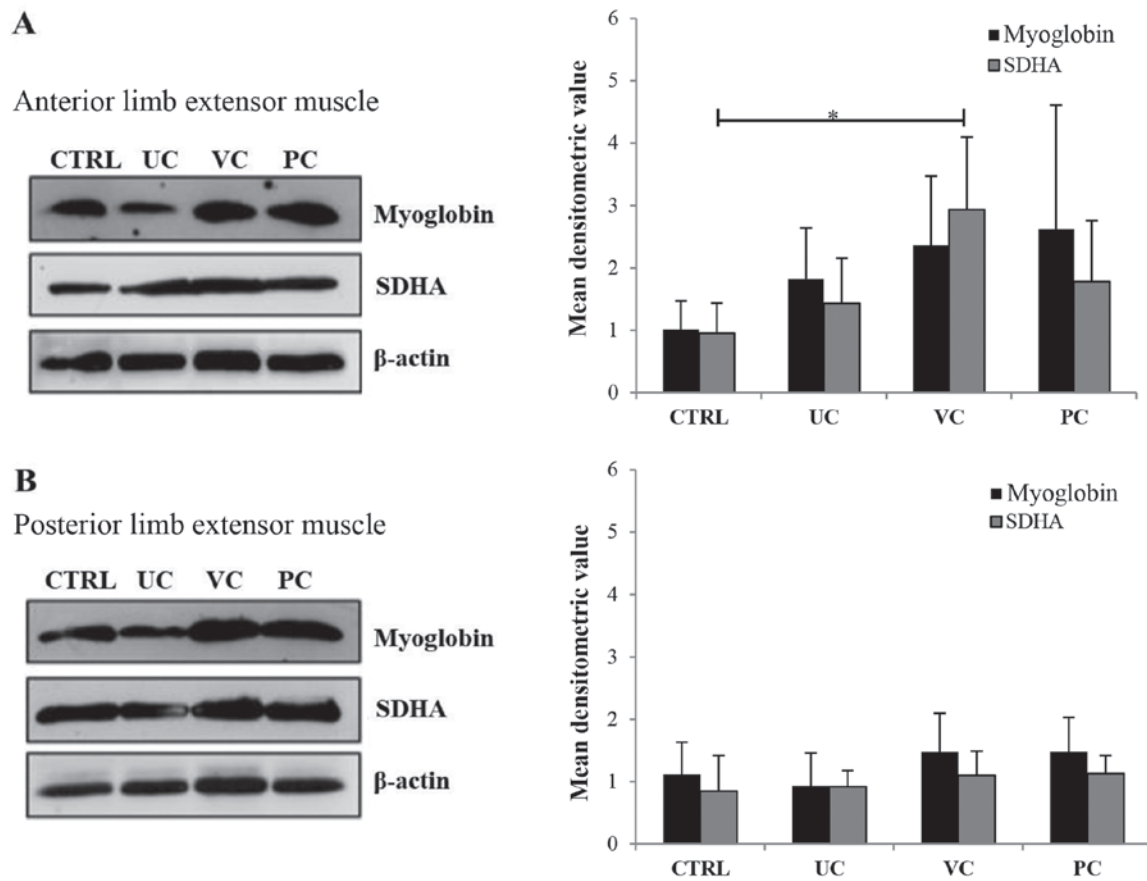 A
Anterior limb extensor muscle
CTRL UC VC PC
Myoglobin
SDHA
β-actin
Mean densitometric value
6
5
4
3
2
1
0
*
Myoglobin
SDHA
CTRL UC VC PC
B
Posterior limb extensor muscle
CTRL UC VC PC
Myoglobin
SDHA
β-actin
Mean densitometric value
6
5
4
3
2
1
0
Myoglobin
SDHA
CTRL UC VC PC